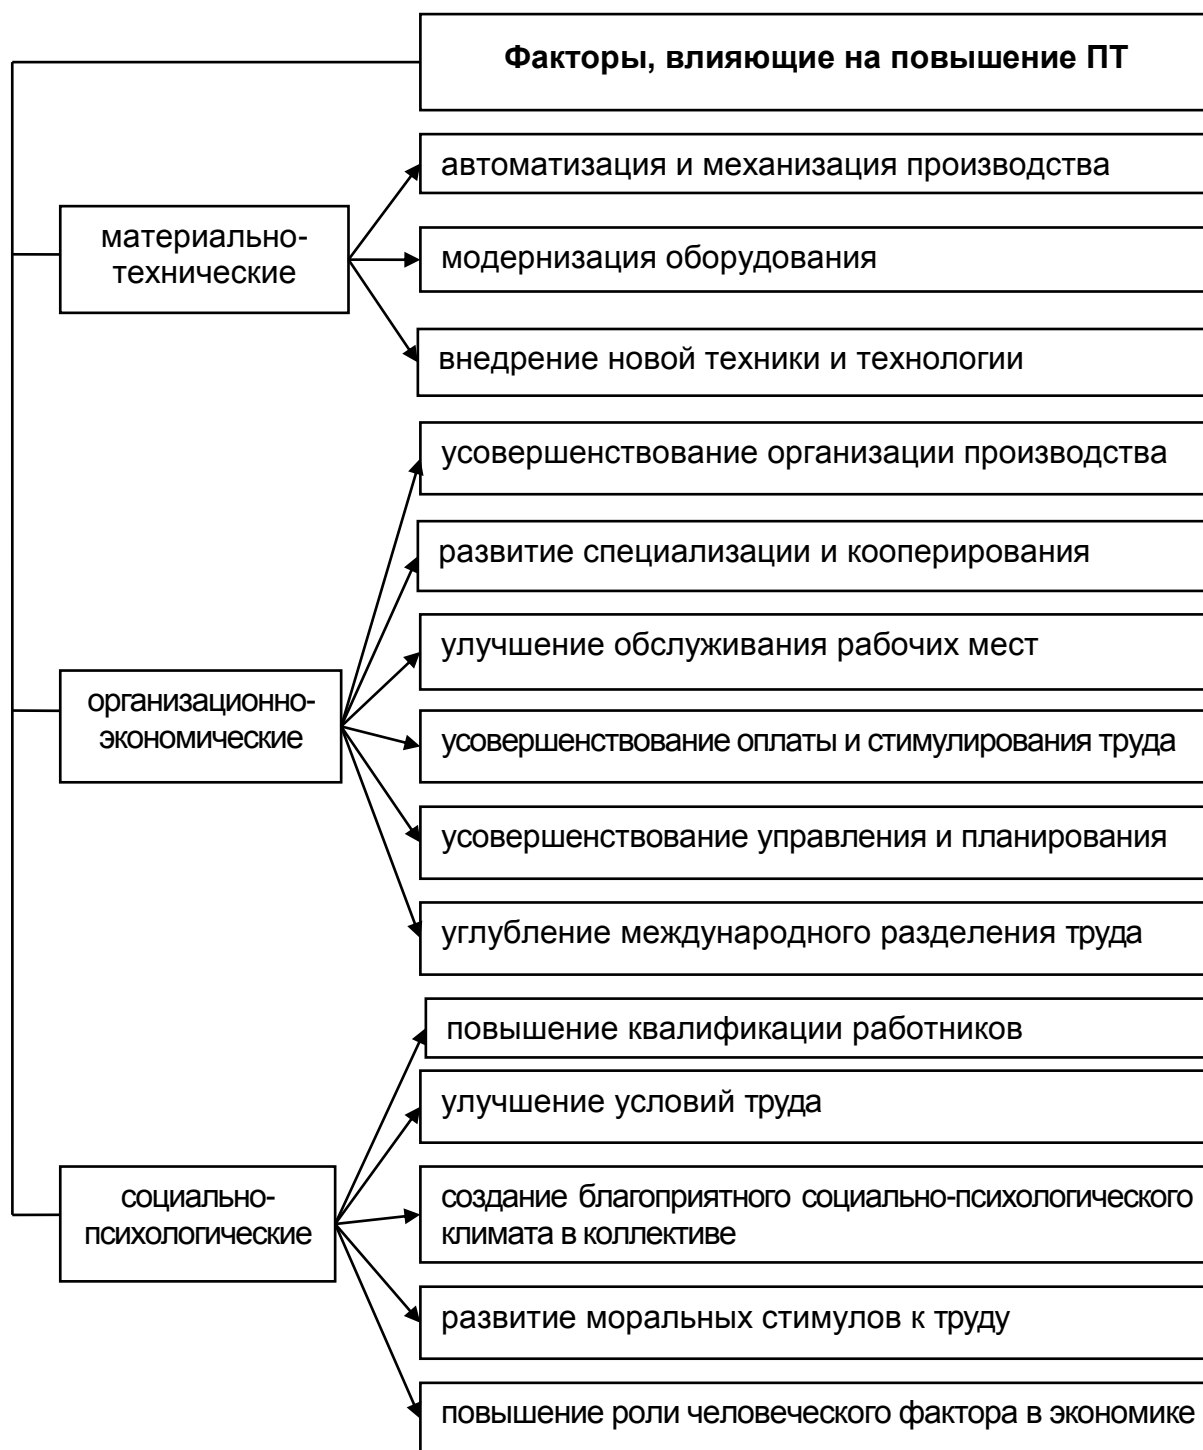 Факторы, влияющие на повышение ПТ
материально-
технические
автоматизация и механизация производства
модернизация оборудования
внедрение новой техники и технологии
организационно-
экономические
усовершенствование организации производства
развитие специализации и кооперирования
улучшение обслуживания рабочих мест
усовершенствование оплаты и стимулирования труда
усовершенствование управления и планирования
углубление международного разделения труда
социально-
психологические
повышение квалификации работников
улучшение условий труда
создание благоприятного социально-психологического
климата в коллективе
развитие моральных стимулов к труду
повышение роли человеческого фактора в экономике